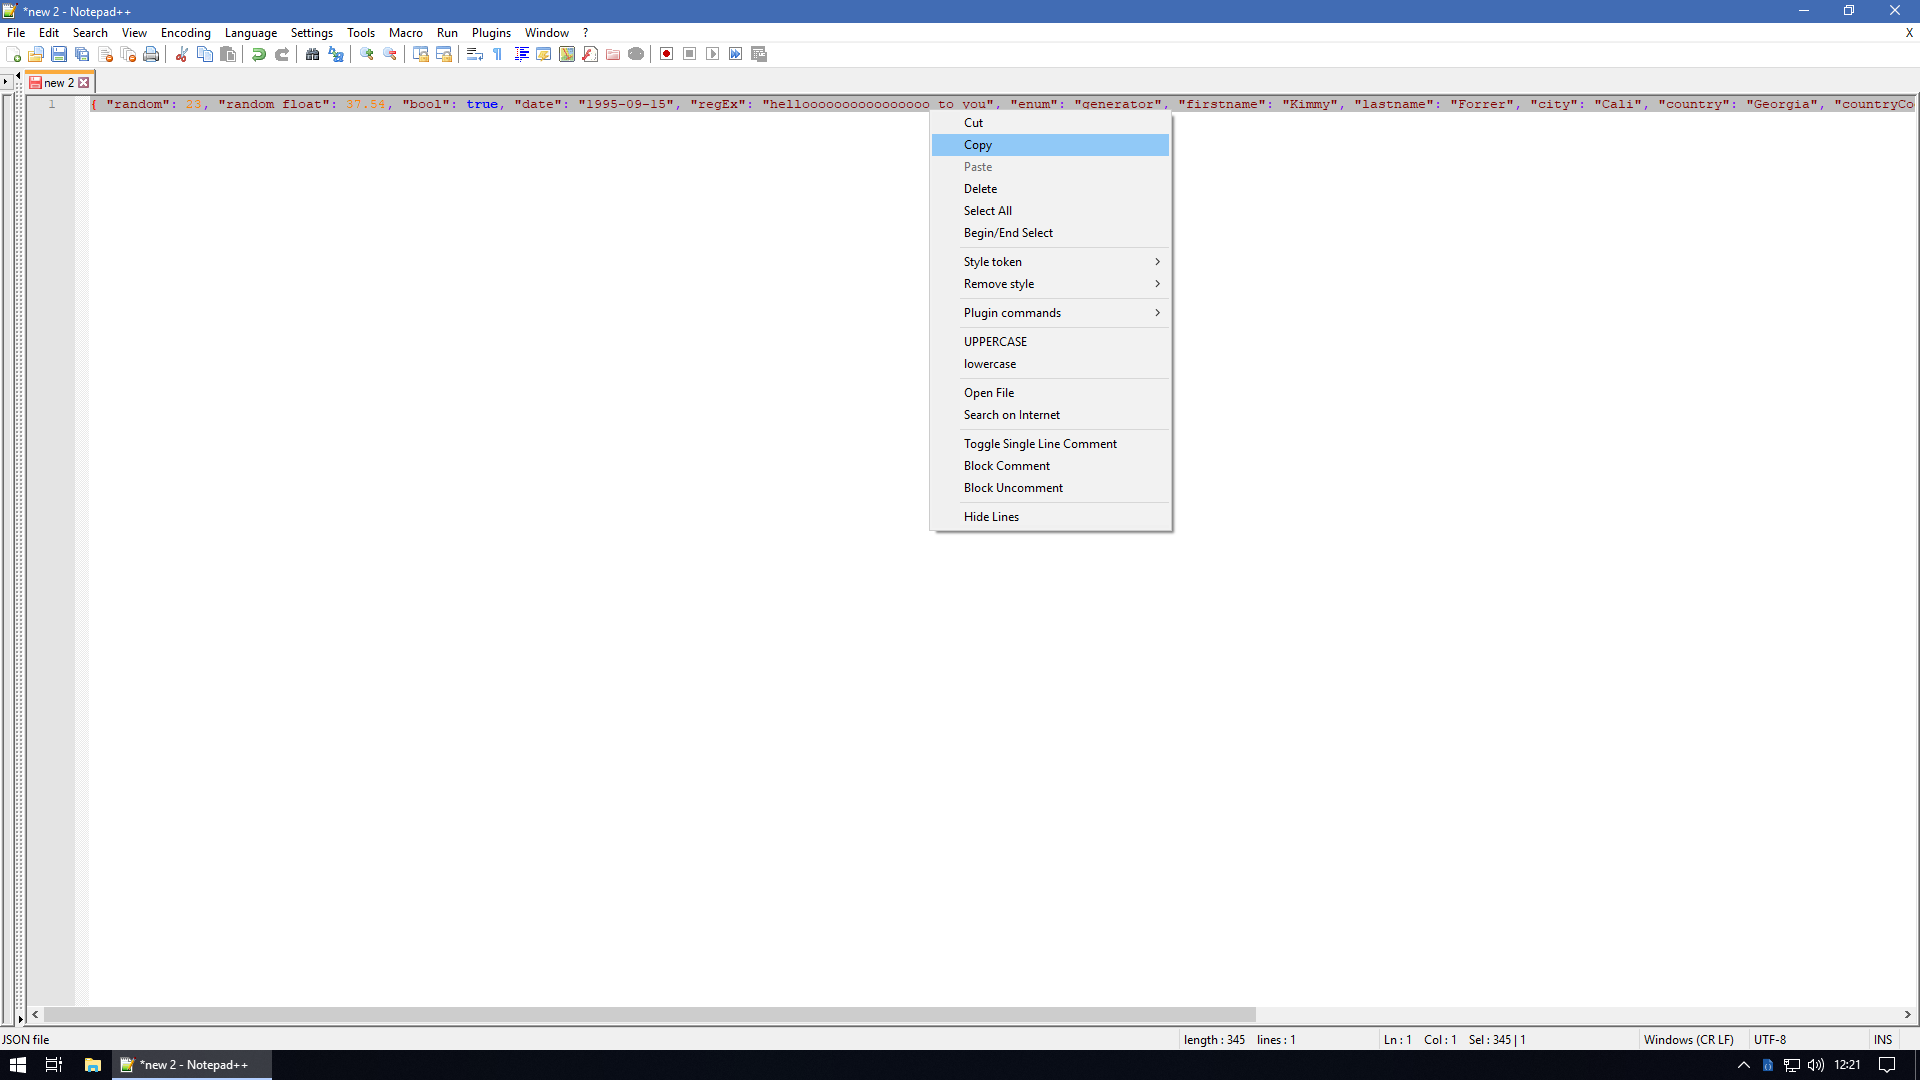 *new 2 - Notepad++
File Edit Search View Encoding Language Settings Tools Macro Run Plugins Window ? X
new 2
1 { "random": 23, "random float": 37.54, "bool": true, "date": "1995-09-15", "regEx": "helloooooooooooooooo to you", "enum": "generator", "firstname": "Kimmy", "lastname": "Forrer", "city": "Cali", "country": "Georgia", "countryCo
Cut
Copy
Paste
Delete
Select All
Begin/End Select
Style token
Remove style
Plugin commands
UPPERCASE
lowercase
Open File
Search on Internet
Toggle Single Line Comment
Block Comment
Block Uncomment
Hide Lines
JSON file length : 345 lines : 1 Ln : 1 Col : 1 Sel : 345 | 1 Windows (CR LF) UTF-8 INS
*new 2 - Notepad++ 12:21